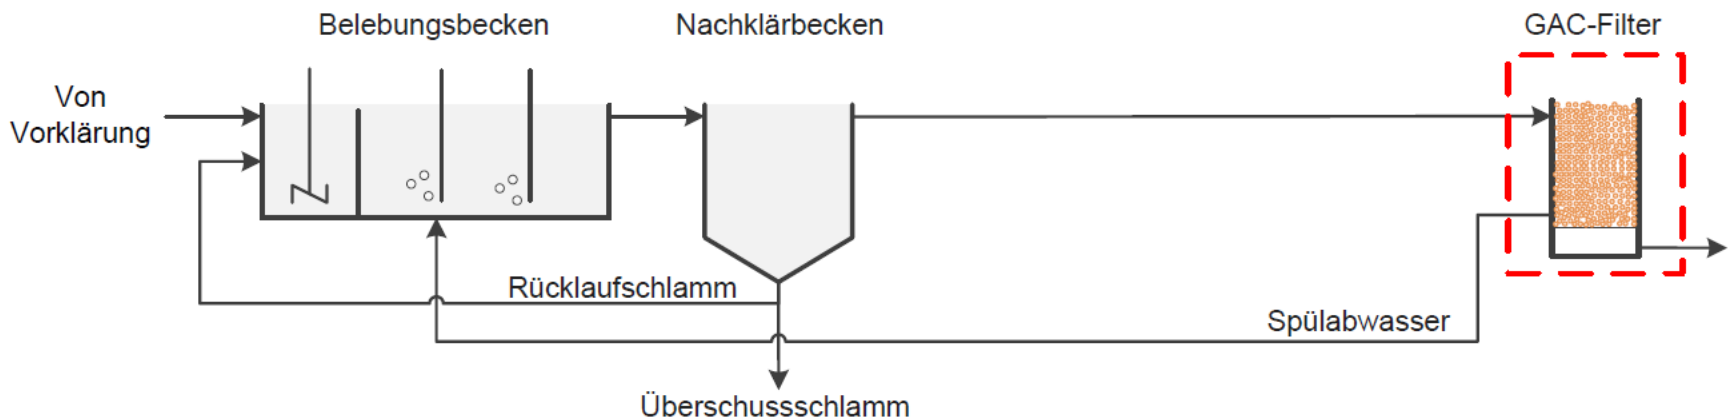 Belebungsbecken
Nachklärbecken
GAC-Filter
Von
Vorklärung
Rücklaufschlamm
Spülabwasser
Überschussschlamm